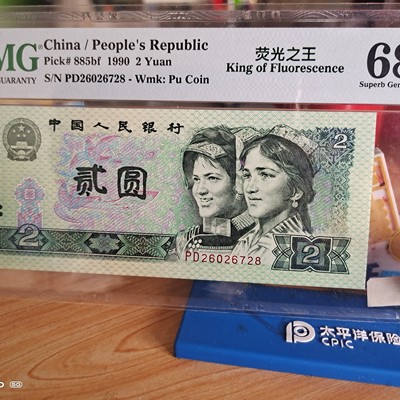 MG
GUARANTY
China / People's Republic
Pick# 885bf 1990 2 Yuan
S/N PD26026728 - Wmk: Pu Coin
荧光之王
King of Fluorescence
68
Superb Gem
中国人民银行
贰圆
2
2
2
PD26026728
太平洋保险
CPIC
5G